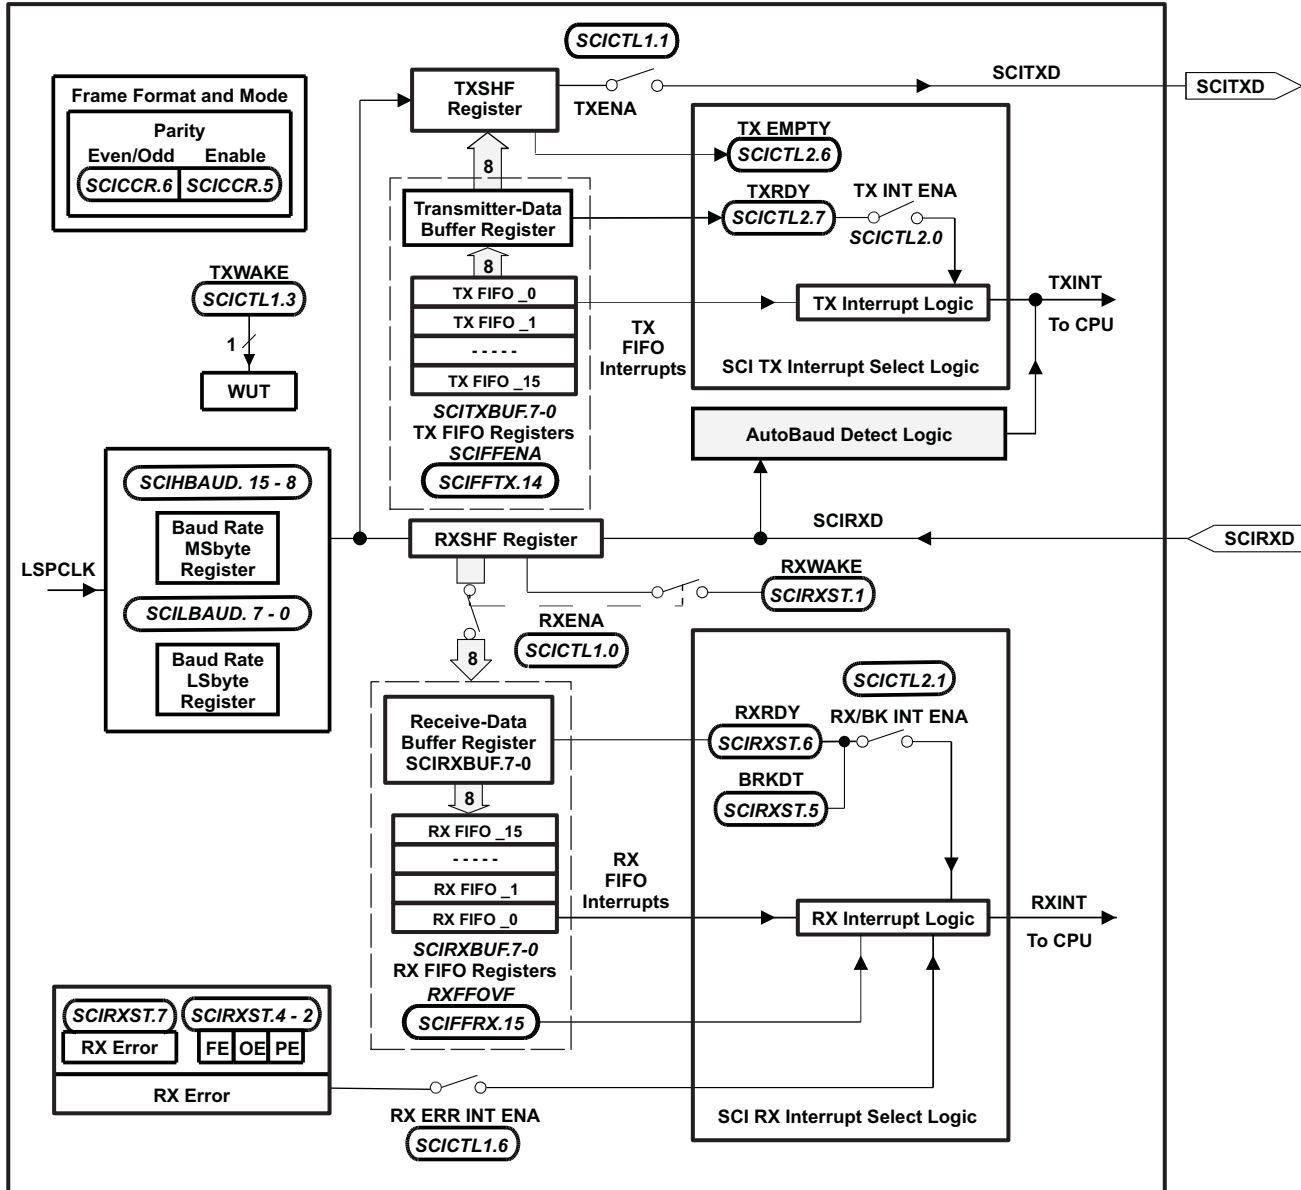 SCICTL1.1
TXSHF
Register
TXENA
SCITXD
SCITXD
Frame Format and Mode
Parity
Even/Odd Enable
SCICCR.6 SCICCR.5
8
TX EMPTY
SCICTL2.6
TXRDY
SCICTL2.7
TX INT ENA
SCICTL2.0
Transmitter-Data
Buffer Register
8
TX FIFO _0
TX FIFO _1
- - - - -
TX FIFO _15
TX
FIFO
Interrupts
TX Interrupt Logic
TXINT
To CPU
SCI TX Interrupt Select Logic
TXWAKE
SCICTL1.3
1
WUT
SCITXBUF.7-0
TX FIFO Registers
SCIFFENA
SCIFFTX.14
AutoBaud Detect Logic
SCIHBAUD. 15 - 8
Baud Rate
MSbyte
Register
LSPCLK
SCILBAUD. 7 - 0
Baud Rate
LSbyte
Register
RXSHF Register
SCIRXD
SCIRXD
RXWAKE
SCIRXST.1
RXENA
SCICTL1.0
8
Receive-Data
Buffer Register
SCIRXBUF.7-0
8
RX FIFO _15
- - - - -
RX FIFO _1
RX FIFO _0
SCICTL2.1
RXRDY
RX/BK INT ENA
SCIRXST.6
BRKDT
SCIRXST.5
RX
FIFO
Interrupts
RX Interrupt Logic
RXINT
To CPU
SCIRXBUF.7-0
RX FIFO Registers
RXFFOVF
SCIFFRX.15
SCIRXST.7 SCIRXST.4 - 2
RX Error FE OE PE
RX Error
RX ERR INT ENA
SCICTL1.6
SCI RX Interrupt Select Logic